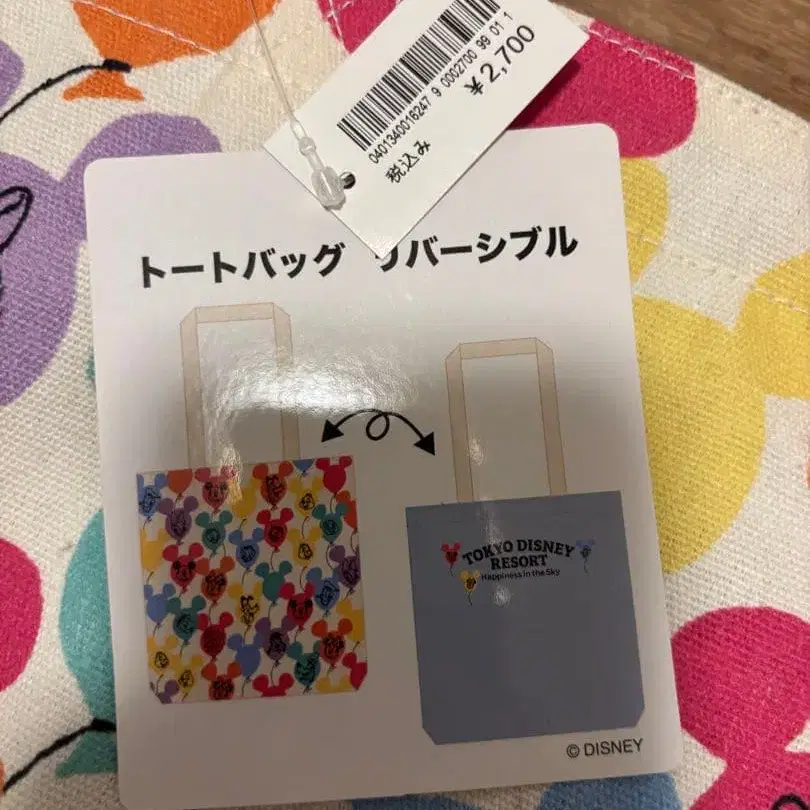 0401340016247 9 0002700 99 01 1
¥2,700
税込み
トートバッグ リバーシブル
TOKYO DISNEY
RESORT
Happiness in the Sky
© DISNEY